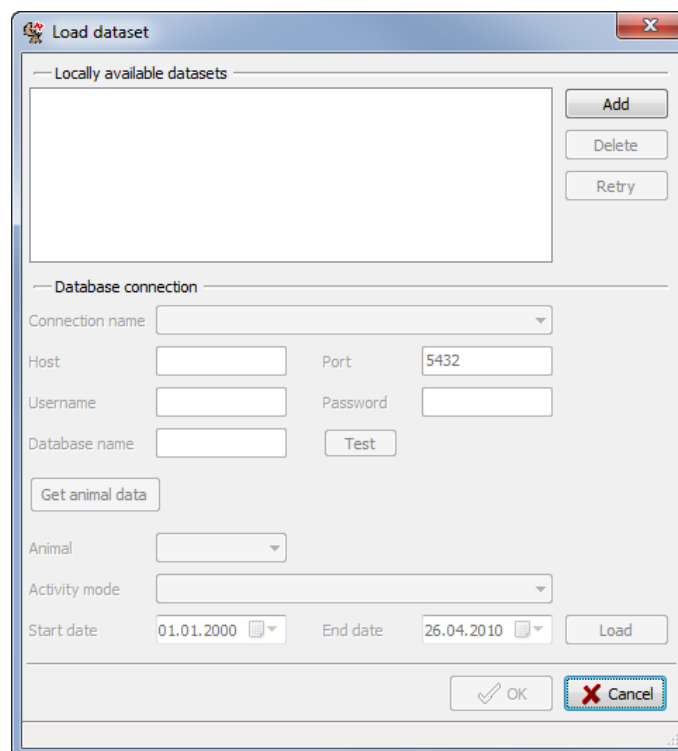 Load dataset
Locally available datasets
Add
Delete
Retry
Database connection
Connection name
Host
Port 5432
Username
Password
Database name
Test
Get animal data
Animal
Activity mode
Start date 01.01.2000 End date 26.04.2010 Load
OK Cancel